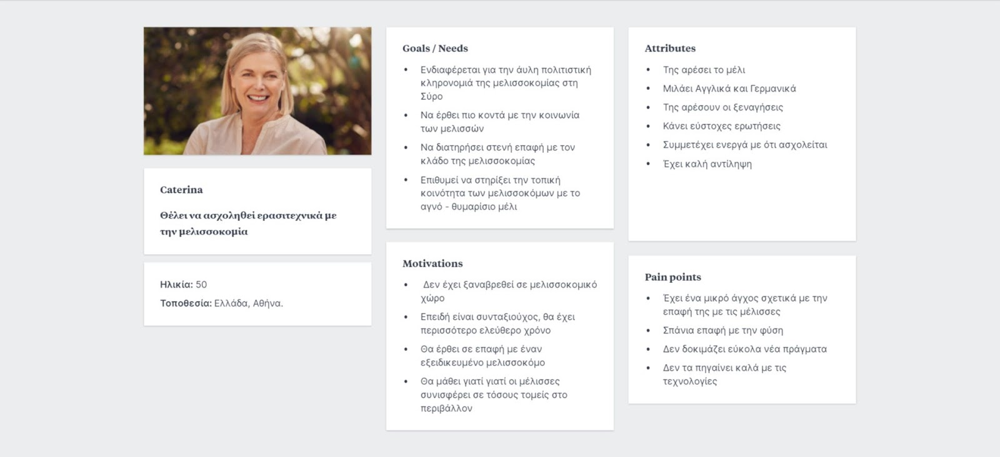 Caterina
Θέλει να ασχοληθεί ερασιτεχνικά με
την μελισσοκομία
Ηλικία: 50
Τοποθεσία: Ελλάδα, Αθήνα.
Goals / Needs
• Ενδιαφέρεται για την άυλη πολιτιστική
κληρονομιά της μελισσοκομίας στη
Σύρο
• Να έρθει πιο κοντά με την κοινωνία
των μελισσών
• Να διατηρήσει στενή επαφή με τον
κλάδο της μελισσοκομίας
• Επιθυμεί να στηρίξει την τοπική
κοινότητα των μελισσοκόμων με το
αγνό - θυμαρίσιο μέλι
Motivations
• Δεν έχει ξαναβρεθεί σε μελισσοκομικό
χώρο
• Επειδή είναι συνταξιούχος, θα έχει
περισσότερο ελεύθερο χρόνο
• Θα έρθει σε επαφή με έναν
εξειδικευμένο μελισσοκόμο
• Θα μάθει γιατί γιατί οι μέλισσες
συνισφέρει σε τόσους τομείς στο
περιβάλλον
Attributes
• Της αρέσει το μέλι
• Μιλάει Αγγλικά και Γερμανικά
• Της αρέσουν οι ξεναγήσεις
• Κάνει εύστοχες ερωτήσεις
• Συμμετέχει ενεργά με ότι ασχολείται
• Έχει καλή αντίληψη
Pain points
• Έχει ένα μικρό άγχος σχετικά με την
επαφή της με τις μέλισσες
• Σπάνια επαφή με την φύση
• Δεν δοκιμάζει εύκολα νέα πράγματα
• Δεν τα πηγαίνει καλά με τις
τεχνολογίες